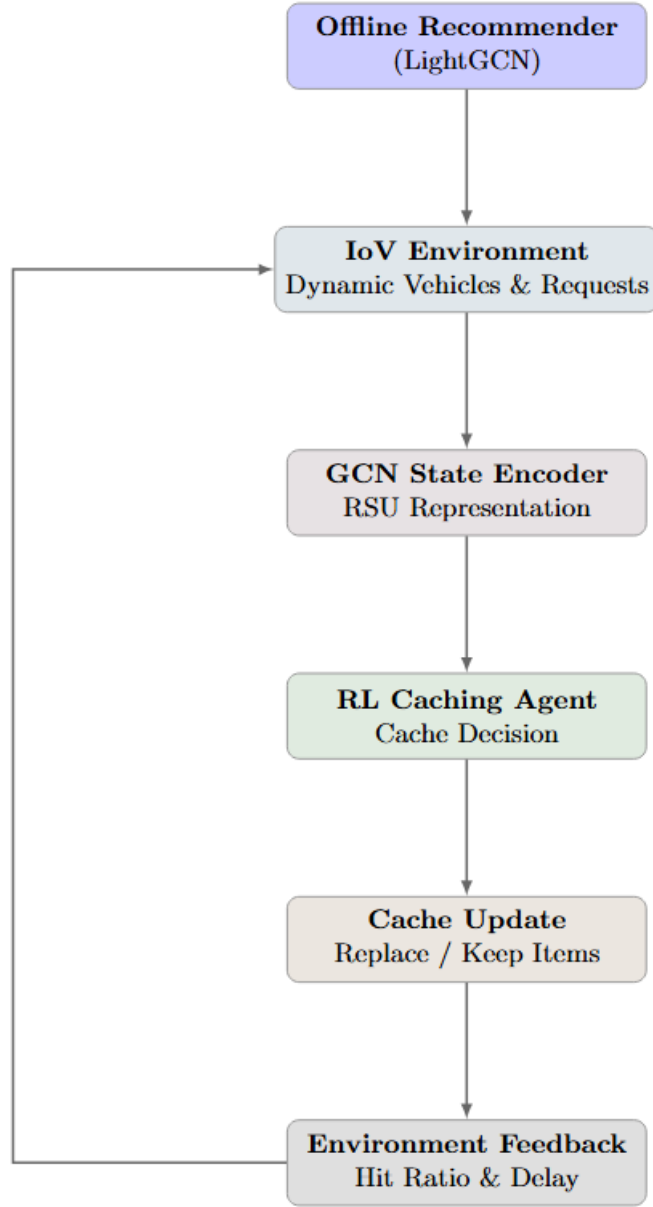 Offline Recommender
(LightGCN)
IoV Environment
Dynamic Vehicles & Requests
GCN State Encoder
RSU Representation
RL Caching Agent
Cache Decision
Cache Update
Replace / Keep Items
Environment Feedback
Hit Ratio & Delay